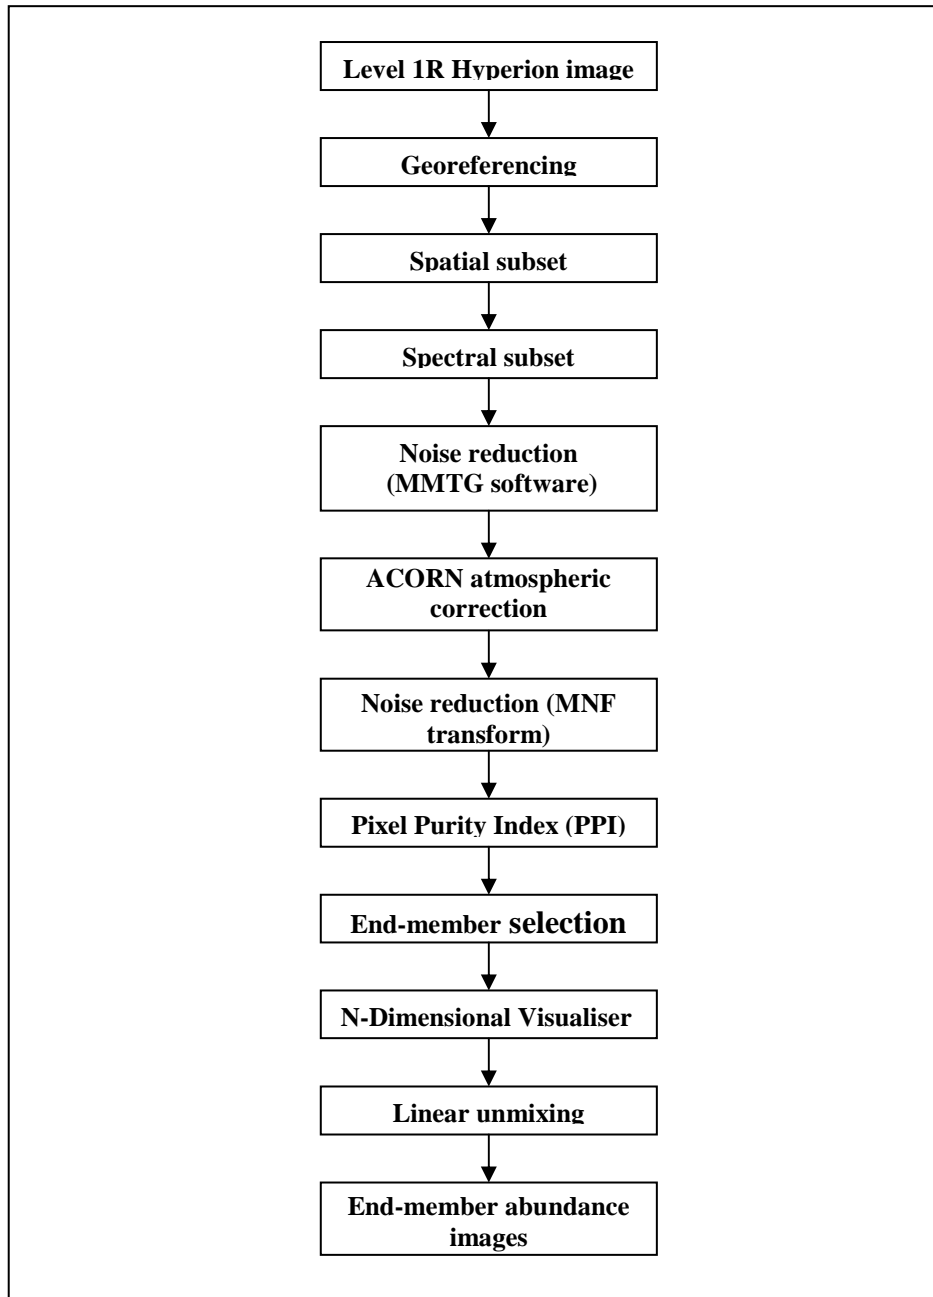 Level 1R Hyperion image
Georeferencing
Spatial subset
Spectral subset
Noise reduction
(MMTG software)
ACORN atmospheric
correction
Noise reduction (MNF
transform)
Pixel Purity Index (PPI)
End-member selection
N-Dimensional Visualiser
Linear unmixing
End-member abundance
images